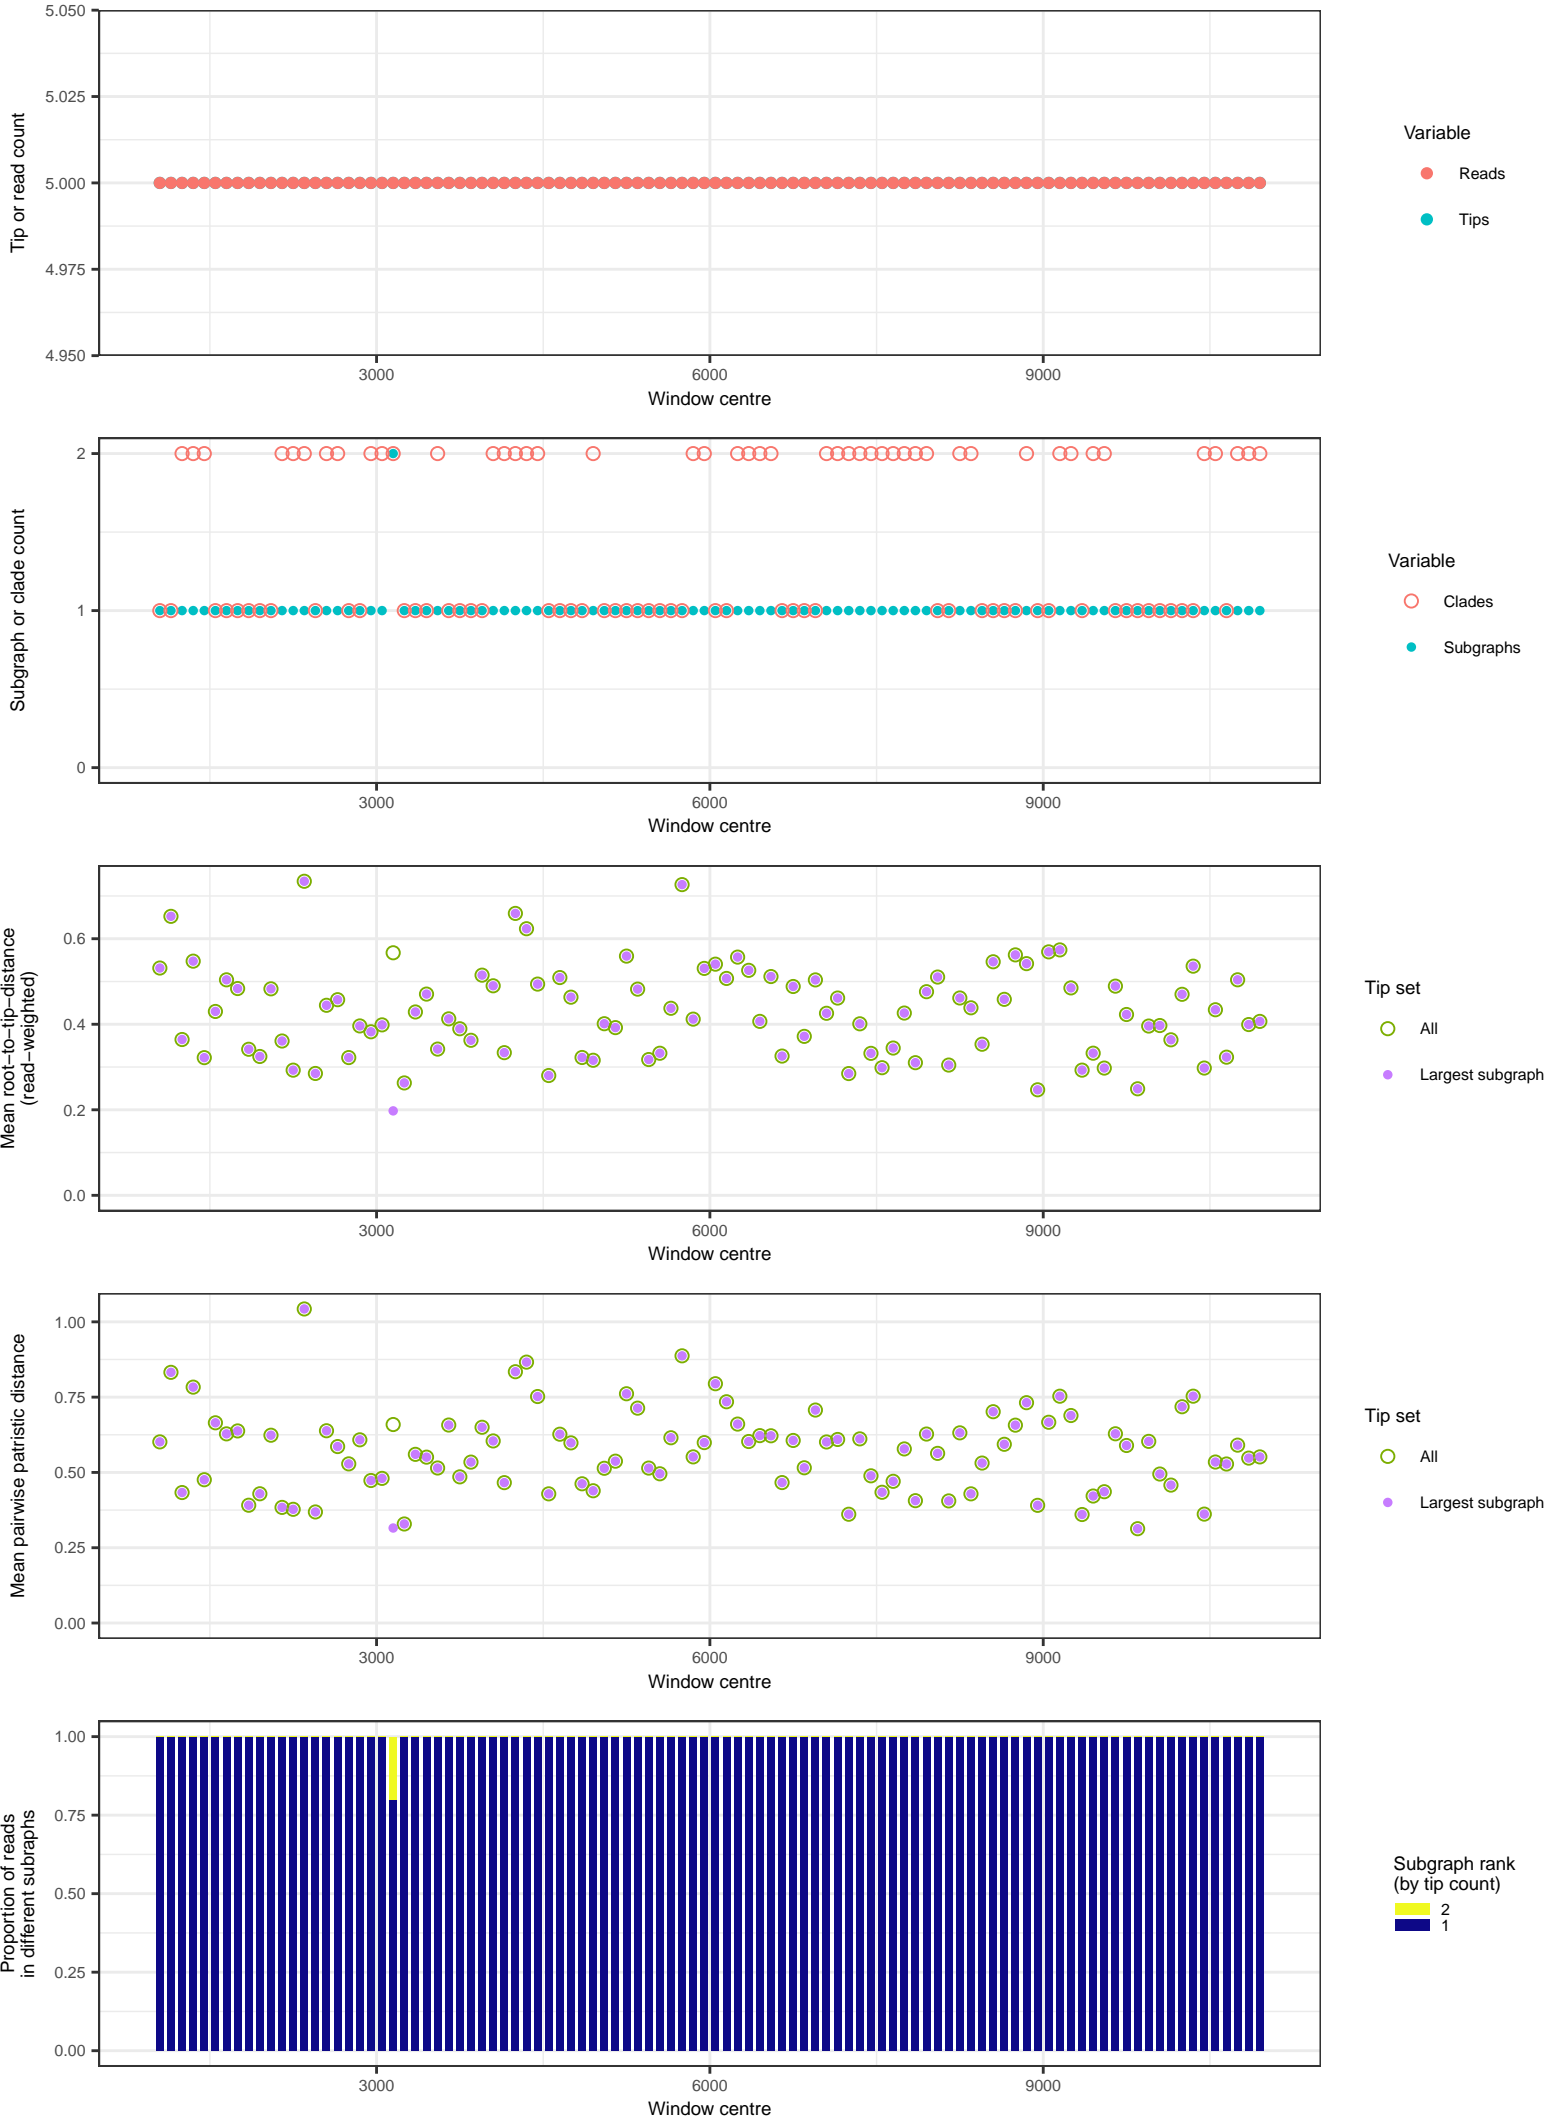 5.050
5.025
5.000
4.975
4.950
Tip or read count
3000
6000
9000
Window centre
Variable
Reads
Tips
2
1
0
Subgraph or clade count
3000
6000
9000
Window centre
Variable
Clades
Subgraphs
0.6
0.4
0.2
0.0
Mean root−to−tip−distance
(read−weighted)
3000
6000
9000
Window centre
Tip set
All
Largest subgraph
1.00
0.75
0.50
0.25
0.00
Mean pairwise patristic distance
3000
6000
9000
Window centre
Tip set
All
Largest subgraph
1.00
0.75
0.50
0.25
0.00
Proportion of reads
in different subraphs
3000
6000
9000
Window centre
Subgraph rank
(by tip count)
2
1